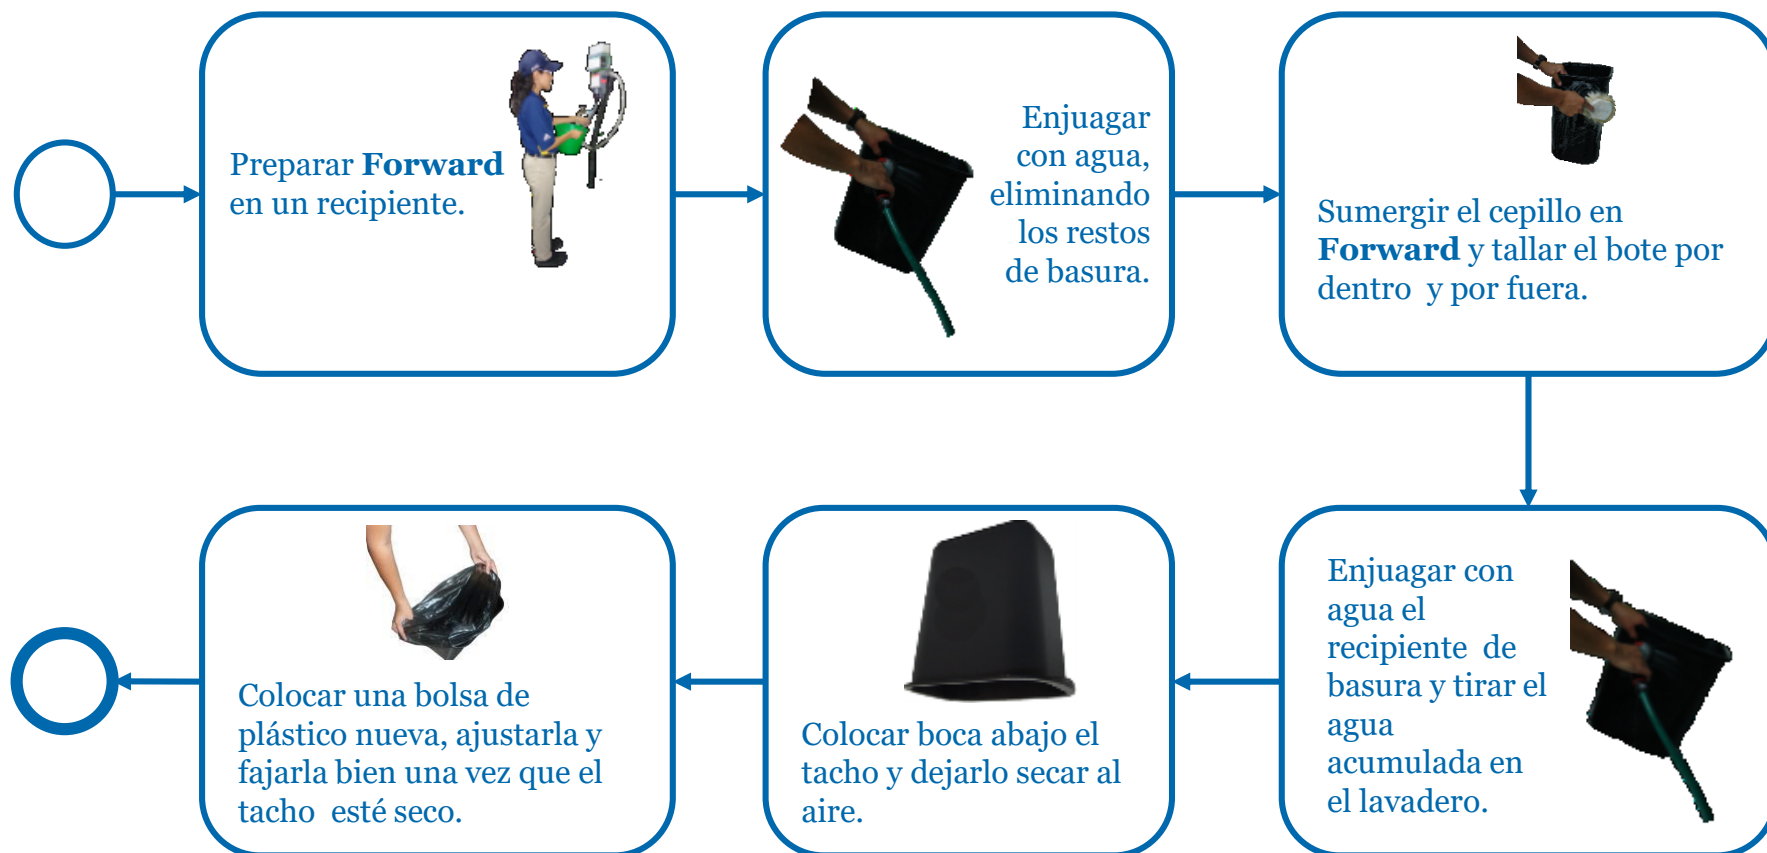 Preparar Forward
en un recipiente.
Enjuagar
con agua,
eliminando
los restos
de basura.
Sumergir el cepillo en
Forward y tallar el bote por
dentro y por fuera.
Enjuagar con
agua el
recipiente de
basura y tirar el
agua
acumulada en
el lavadero.
Colocar boca abajo el
tacho y dejarlo secar al
aire.
Colocar una bolsa de
plástico nueva, ajustarla y
fajarla bien una vez que el
tacho esté seco.